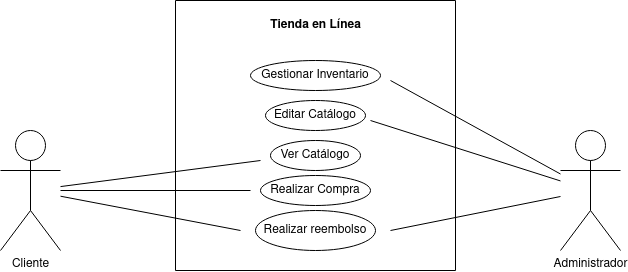 Tienda en Línea
Gestionar Inventario
Editar Catálogo
Ver Catálogo
Realizar Compra
Realizar reembolso
Cliente
Administrador